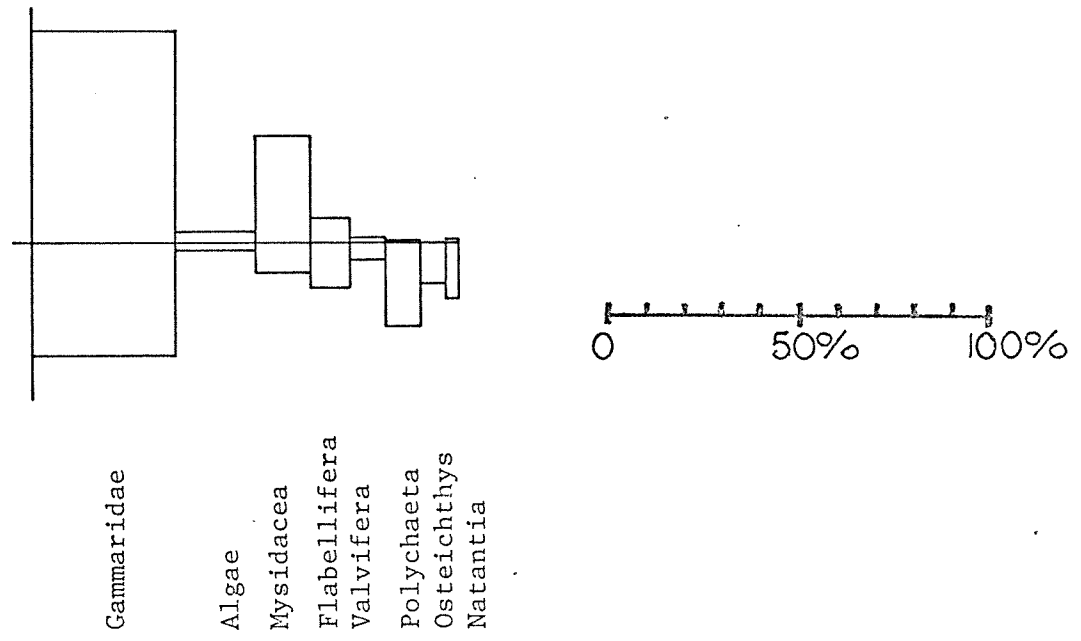 0 50% 100%
Gammaridae
Algae
Mysidacea
Flabellifera
Valvifera
Polychaeta
Osteichthys
Natantia